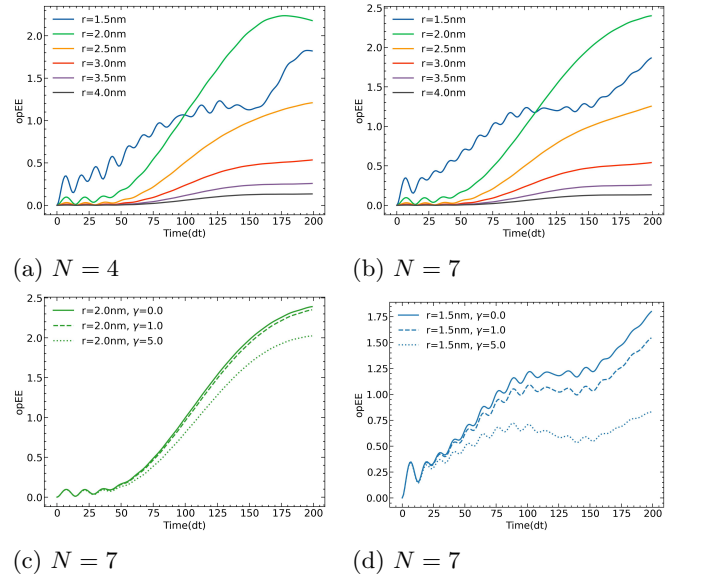 r=1.5nm
r=2.0nm
r=2.5nm
r=3.0nm
r=3.5nm
r=4.0nm
opEE
2.0
1.5
1.0
0.5
0.0
0 25 50 75 100 125 150 175 200
Time(dt)
(a) N = 4
r=1.5nm
r=2.0nm
r=2.5nm
r=3.0nm
r=3.5nm
r=4.0nm
opEE
2.5
2.0
1.5
1.0
0.5
0.0
0 25 50 75 100 125 150 175 200
Time(dt)
(b) N = 7
r=2.0nm, γ=0.0
r=2.0nm, γ=1.0
r=2.0nm, γ=5.0
opEE
2.5
2.0
1.5
1.0
0.5
0.0
0 25 50 75 100 125 150 175 200
Time(dt)
(c) N = 7
r=1.5nm, γ=0.0
r=1.5nm, γ=1.0
r=1.5nm, γ=5.0
opEE
1.75
1.50
1.25
1.00
0.75
0.50
0.25
0.00
0 25 50 75 100 125 150 175 200
Time(dt)
(d) N = 7